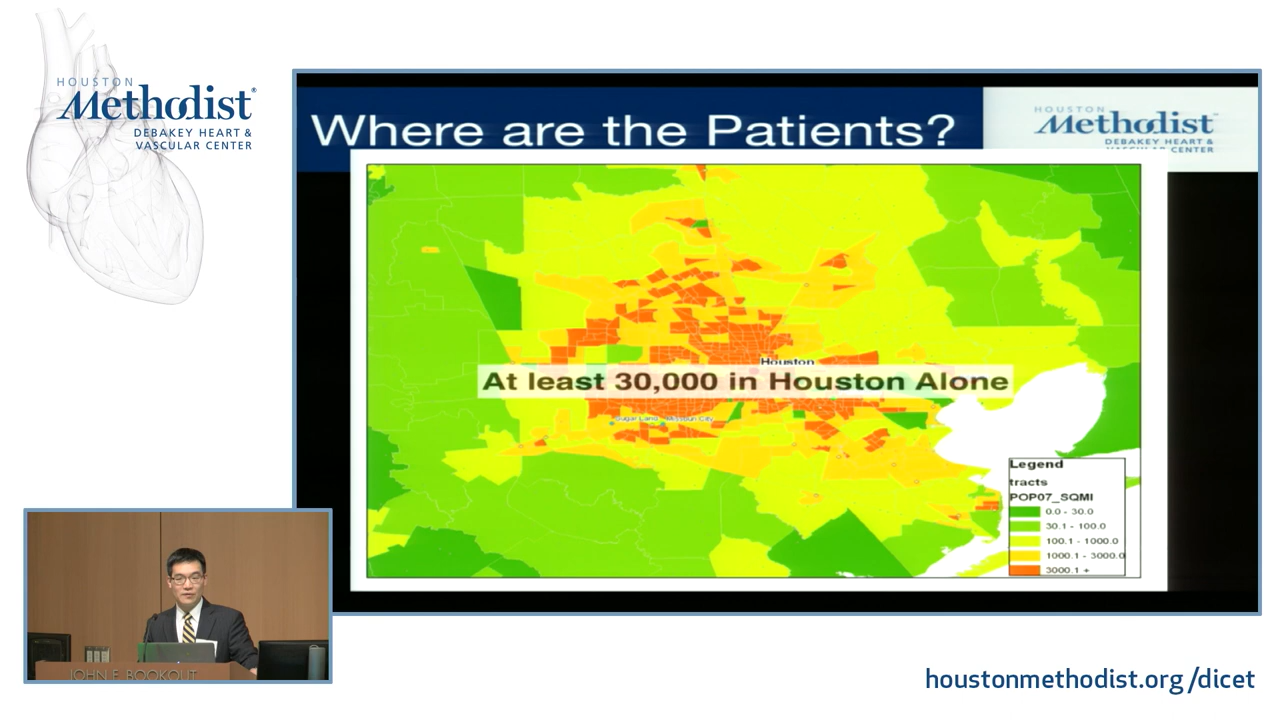 HOUSTON
Methodist®
DEBAKEY HEART &
VASCULAR CENTER
Where are the Patients?
HOUSTON
Methodist
DEBAKEY HEART &
VASCULAR CENTER
Houston
At least 30,000 in Houston Alone
Sugar Land Missouri City
Legend
tracts
POP07_SQMI
0.0 - 30.0
30.1 - 100.0
100.1 - 1000.0
1000.1 - 3000.0
3000.1 +
JOHN F. BOOKOUT
houstonmethodist.org/dicet